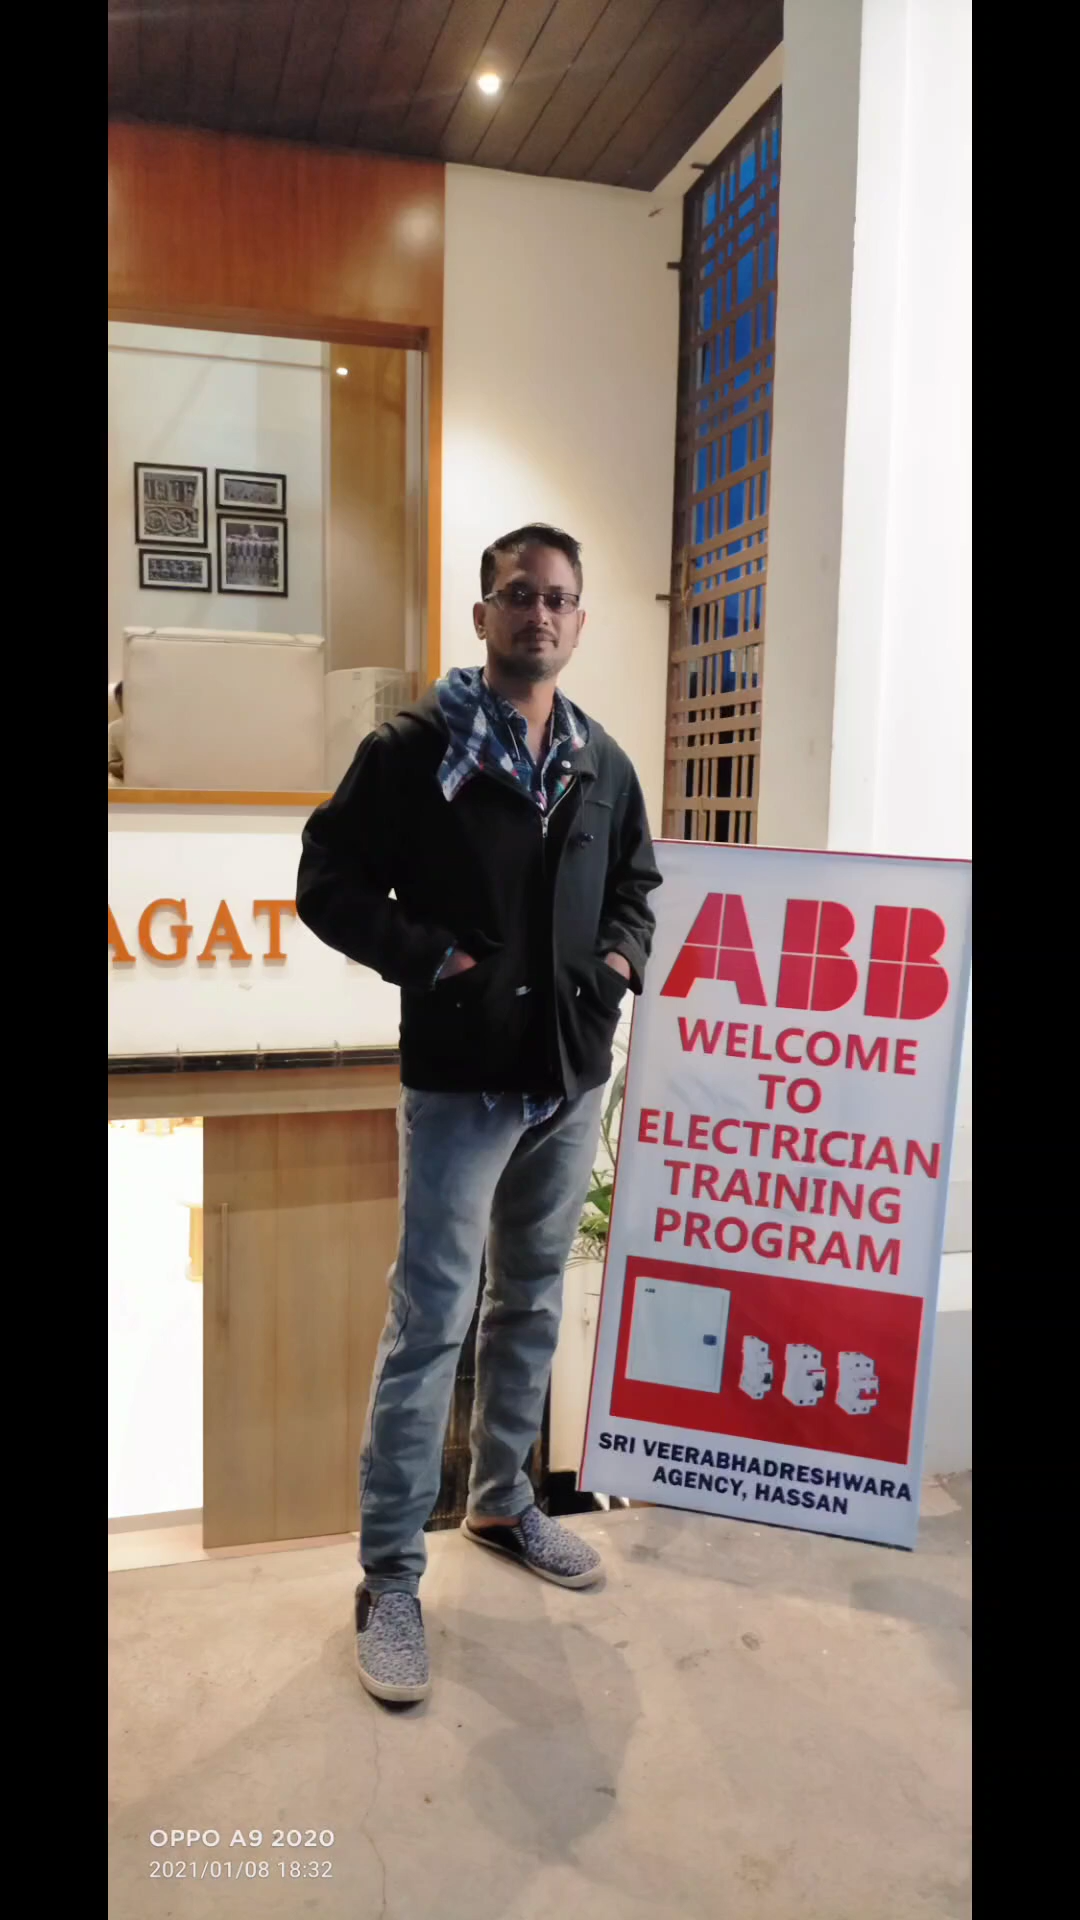 AGAT
ABB
WELCOME
TO
ELECTRICIAN
TRAINING
PROGRAM
ABB
SRI VEERABHADRESHWARA
AGENCY, HASSAN
OPPO A9 2020
2021/01/08 18:32